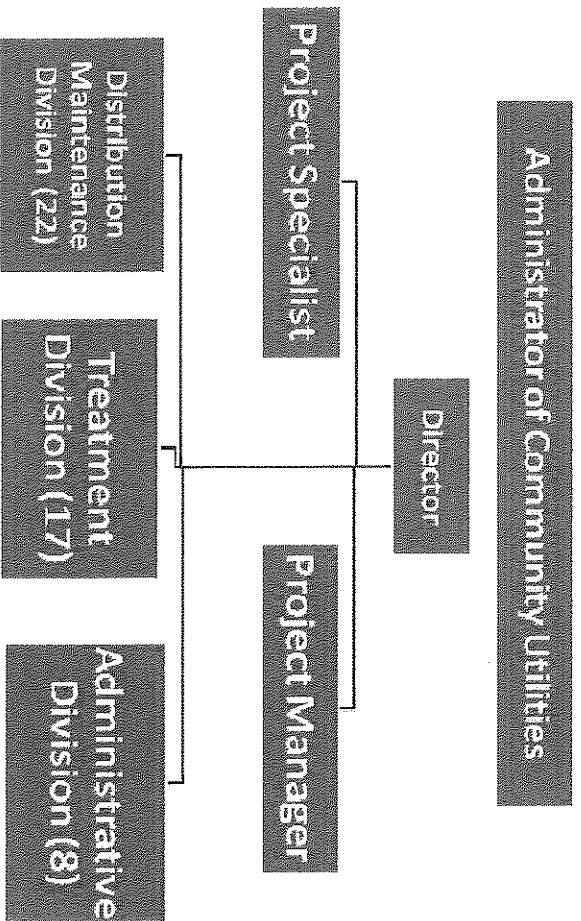 Administrator of Community Utilities
Director
Project Specialist
Project Manager
Distribution
Maintenance
Division (22)
Treatment
Division (17)
Administrative
Division (8)